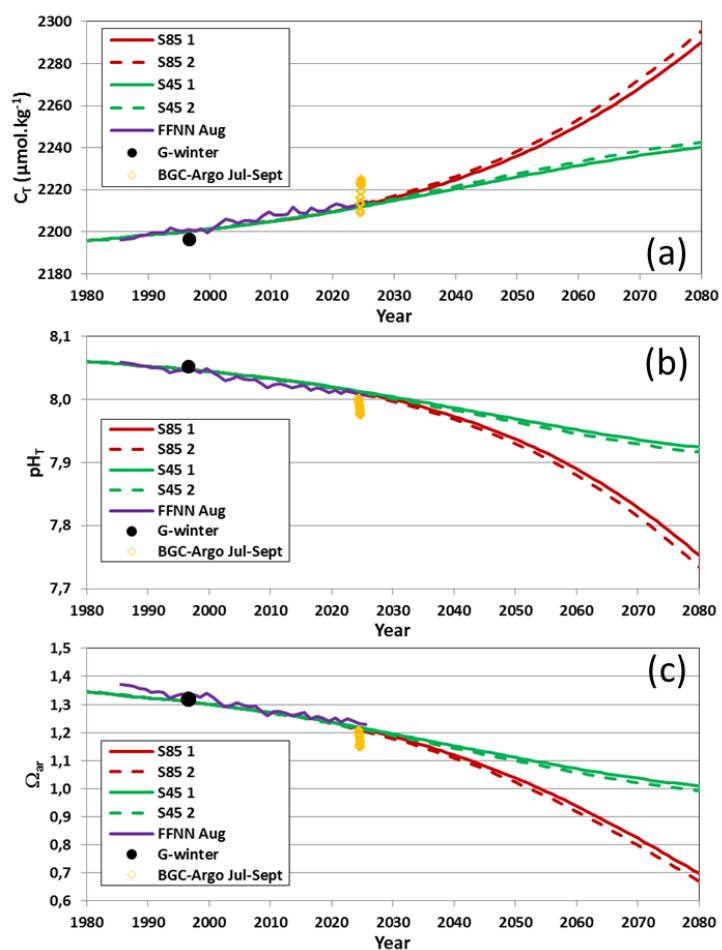 2300
2280
2260
2240
2220
2200
2180
C_T (µmol.kg⁻¹)
S85 1
S85 2
S45 1
S45 2
FFNN Aug
G-winter
BGC-Argo Jul-Sept
(a)
1980 1990 2000 2010 2020 2030 2040 2050 2060 2070 2080
Year
8,1
8,0
7,9
7,8
7,7
pH_T
(b)
S85 1
S85 2
S45 1
S45 2
FFNN Aug
G-winter
BGC-Argo Jul-Sept
1980 1990 2000 2010 2020 2030 2040 2050 2060 2070 2080
Year
1,5
1,4
1,3
1,2
1,1
1,0
0,9
0,8
0,7
0,6
Ω_ar
(c)
S85 1
S85 2
S45 1
S45 2
FFNN Aug
G-winter
BGC-Argo Jul-Sept
1980 1990 2000 2010 2020 2030 2040 2050 2060 2070 2080
Year